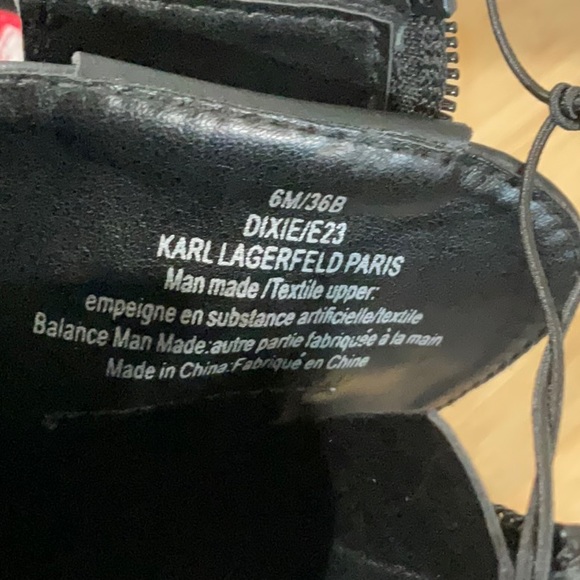 6M/36B
DIXIE/E23
KARL LAGERFELD PARIS
Man made /Textile upper:
empeigne en substance artificielle/textile
Balance Man Made:autre partie fabriquée à la main
Made in China:Fabriqué en Chine